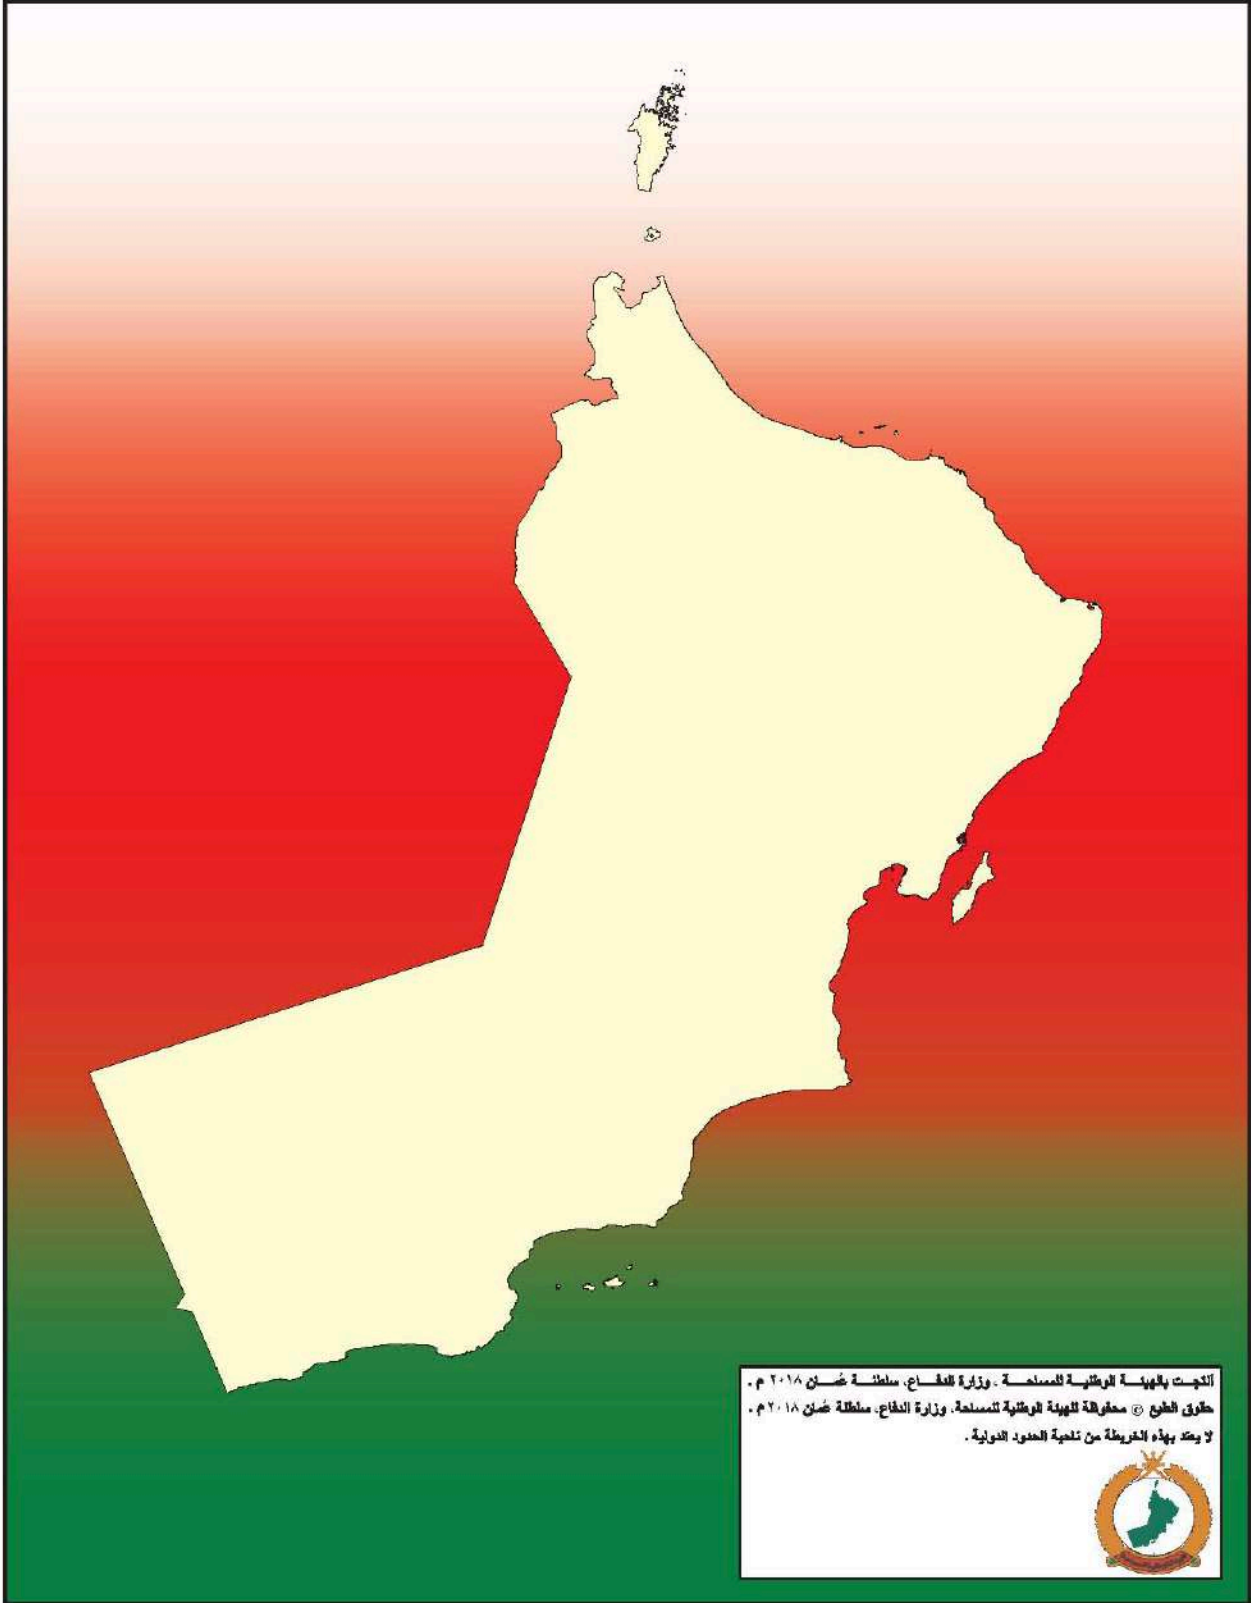 أنتجت بالهيئة الوطنية للمساحة ، وزارة الدفاع، سلطنة عُمان ٢٠١٨ م .
حقوق الطبع © محفوظة للهيئة الوطنية للمساحة، وزارة الدفاع، سلطنة عُمان ٢٠١٨ م .
لا يعتد بهذه الخريطة من ناحية الحدود الدولية .